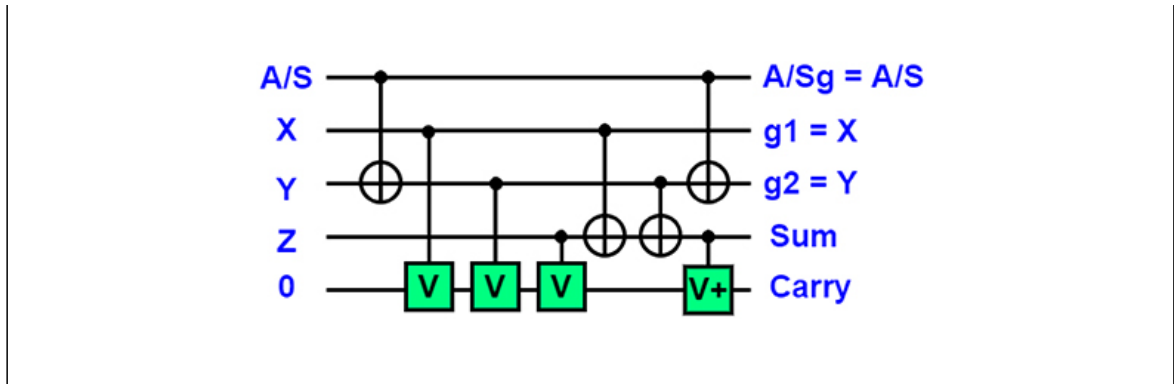 A/S A/Sg = A/S
X g1 = X
Y g2 = Y
Z Sum
0 V V V V+ Carry